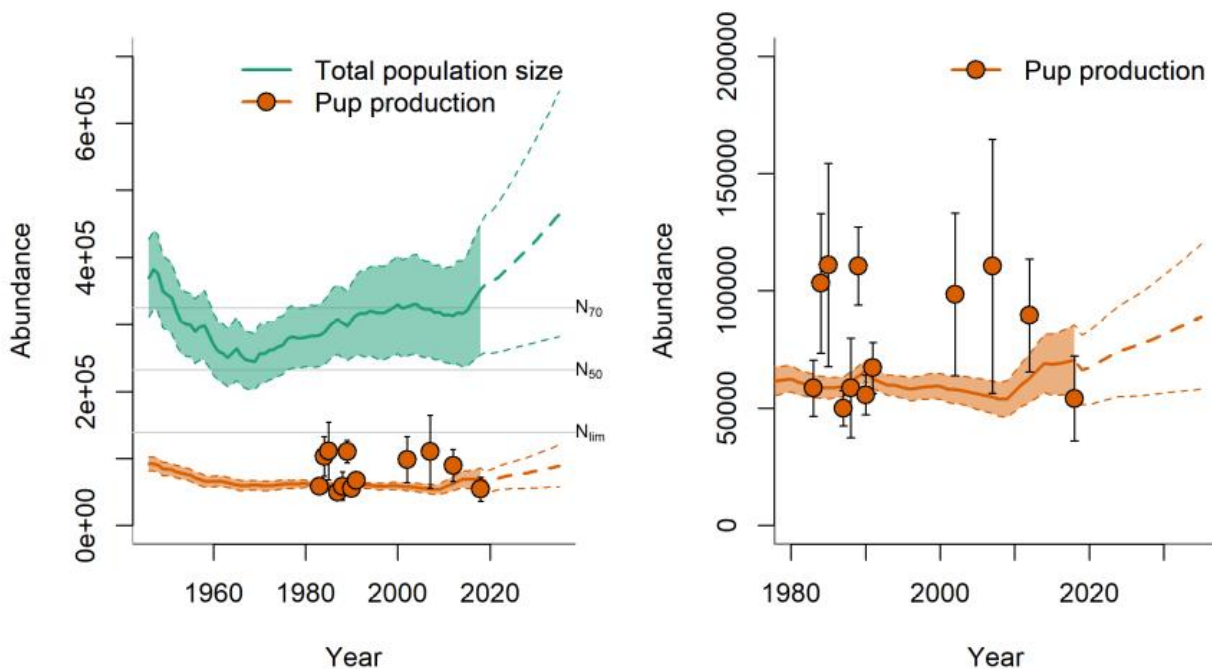 Total population size
Pup production
Abundance
6e+05
4e+05
2e+05
0e+00
N70
N50
Nlim
1960 1980 2000 2020
Year
Pup production
Abundance
2000000
150000
100000
50000
0
1980 2000 2020
Year